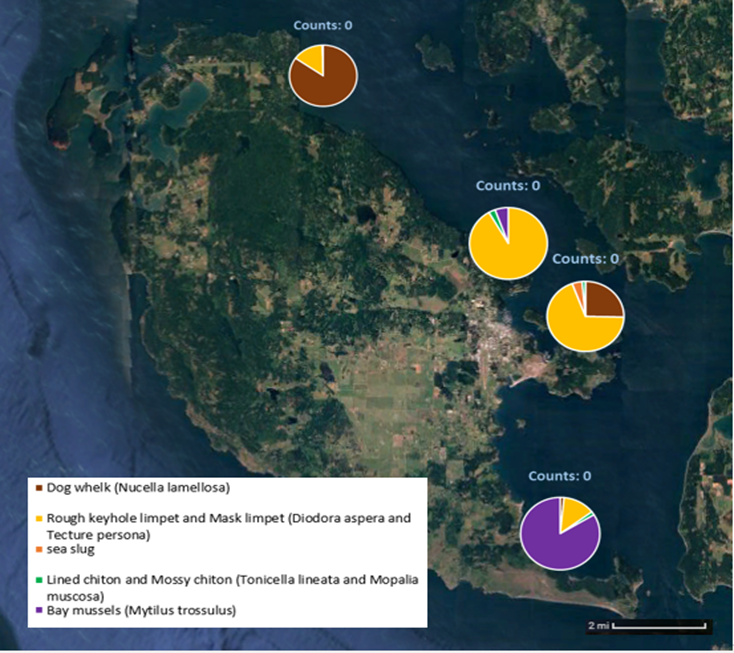 Counts: 0
Counts: 0
Counts: 0
Counts: 0
Dog whelk (Nucella lamellosa)
Rough keyhole limpet and Mask limpet (Diodora aspera and
Tecture persona)
sea slug
Lined chiton and Mossy chiton (Tonicella lineata and Mopalia
muscosa)
Bay mussels (Mytilus trossulus)
2 mi